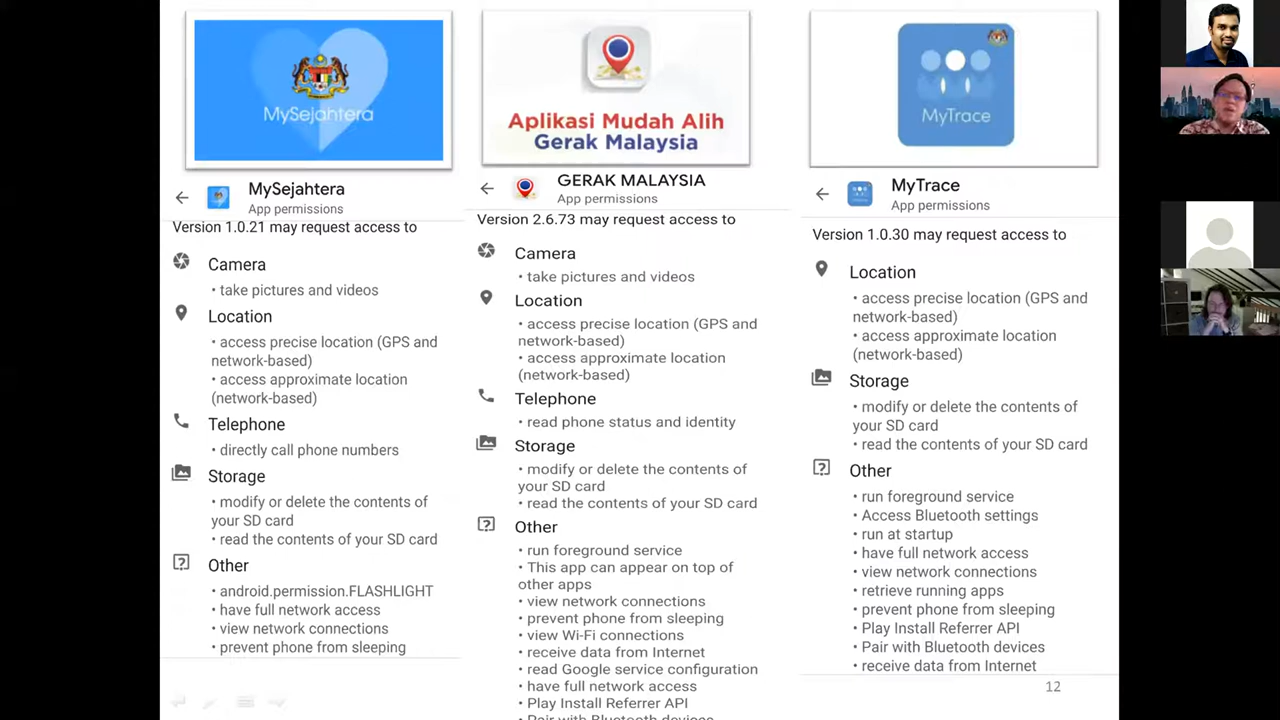 MySejahtera
Aplikasi Mudah Alih
Gerak Malaysia
MyTrace
MySejahtera
App permissions
Version 1.0.21 may request access to
Camera
• take pictures and videos
Location
• access precise location (GPS and
network-based)
• access approximate location
(network-based)
Telephone
• directly call phone numbers
Storage
• modify or delete the contents of
your SD card
• read the contents of your SD card
Other
• android.permission.FLASHLIGHT
• have full network access
• view network connections
• prevent phone from sleeping
GERAK MALAYSIA
App permissions
Version 2.6.73 may request access to
Camera
• take pictures and videos
Location
• access precise location (GPS and
network-based)
• access approximate location
(network-based)
Telephone
• read phone status and identity
Storage
• modify or delete the contents of
your SD card
• read the contents of your SD card
Other
• run foreground service
• This app can appear on top of
other apps
• view network connections
• prevent phone from sleeping
• view Wi-Fi connections
• receive data from Internet
• read Google service configuration
• have full network access
• Play Install Referrer API
• Pair with Bluetooth devices
MyTrace
App permissions
Version 1.0.30 may request access to
Location
• access precise location (GPS and
network-based)
• access approximate location
(network-based)
Storage
• modify or delete the contents of
your SD card
• read the contents of your SD card
Other
• run foreground service
• Access Bluetooth settings
• run at startup
• have full network access
• view network connections
• retrieve running apps
• prevent phone from sleeping
• Play Install Referrer API
• Pair with Bluetooth devices
• receive data from Internet
12